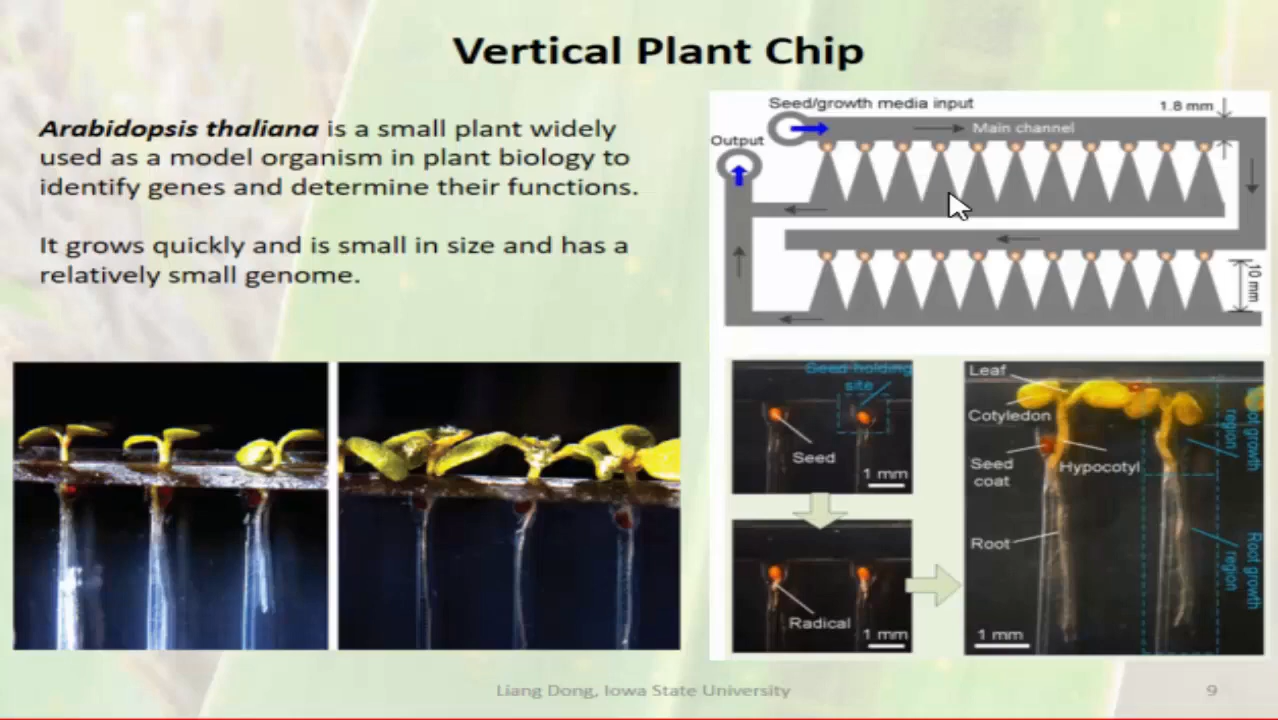 Vertical Plant Chip
Arabidopsis thaliana is a small plant widely
used as a model organism in plant biology to
identify genes and determine their functions.
It grows quickly and is small in size and has a
relatively small genome.
Seed/growth media input
1.8 mm
Main channel
Output
10 mm
Seed holding
site
Seed
1 mm
Radical
1 mm
Leaf
Cotyledon
Seed
coat
Hypocotyl
Root
1 mm
growth
region
Root growth
region
Liang Dong, Iowa State University
9